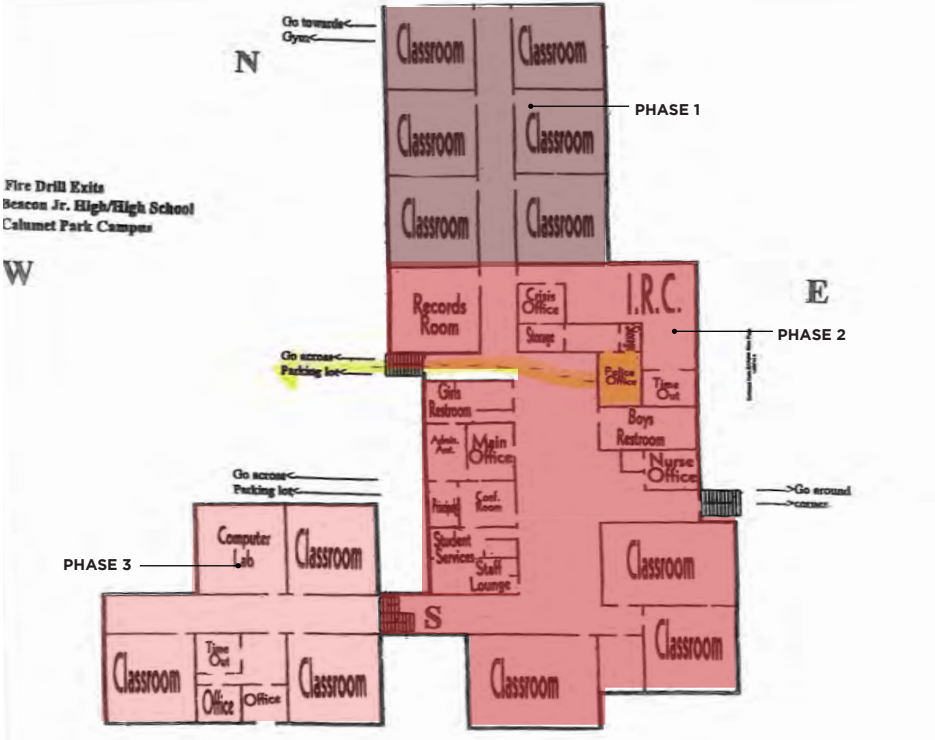 Go towards<
Gym<
N
Classroom
Classroom
PHASE 1
Classroom
Classroom
Fire Drill Exits
Beacon Jr. High/High School
Calumet Park Campus
Classroom
Classroom
W
E
Records
Room
Crisis
Office
I.R.C.
Storage
Storage
PHASE 2
Go across<
Parking lot<
Police
Office
Time
Out
Girls
Restroom
Boys
Restroom
Admin.
Asst.
Main
Office
Nurse
Office
Go across<
Parking lot<
>Go around
>corner
Principal
Conf.
Room
Computer
Lab
Classroom
Student
Services
Staff
Lounge
Classroom
PHASE 3
S
Classroom
Time
Out
Classroom
Classroom
Classroom
Office
Office